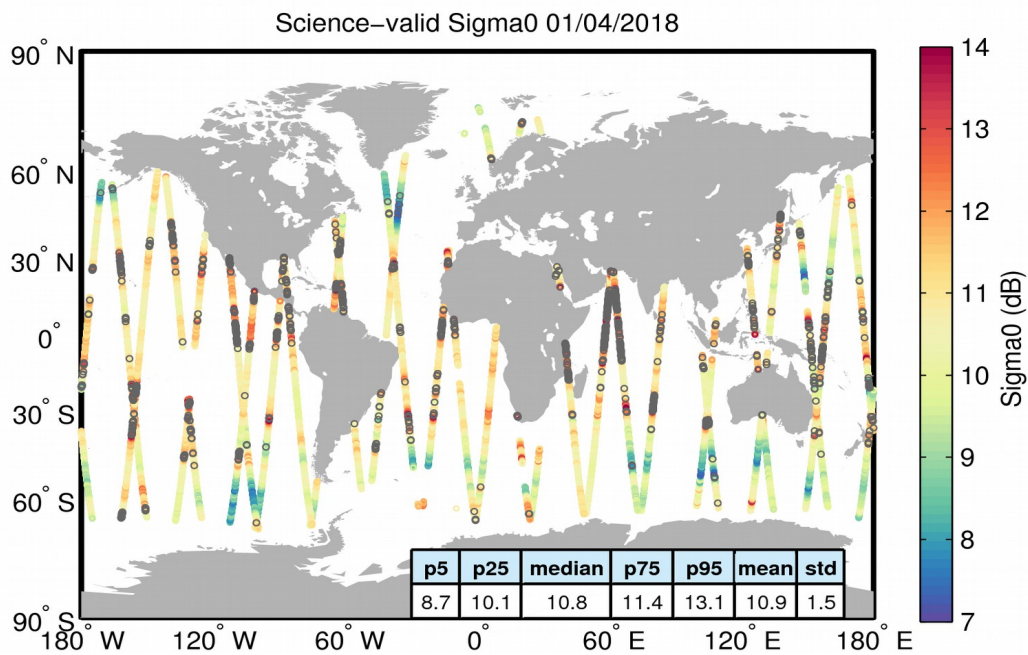 Science−valid Sigma0 01/04/2018
90° N
60° N
30° N
0°
30° S
60° S
90° S
180° W
120° W
60° W
0°
60° E
120° E
180° E
p5 p25 median p75 p95 mean std
8.7 10.1 10.8 11.4 13.1 10.9 1.5
14
13
12
11
10
9
8
7
Sigma0 (dB)